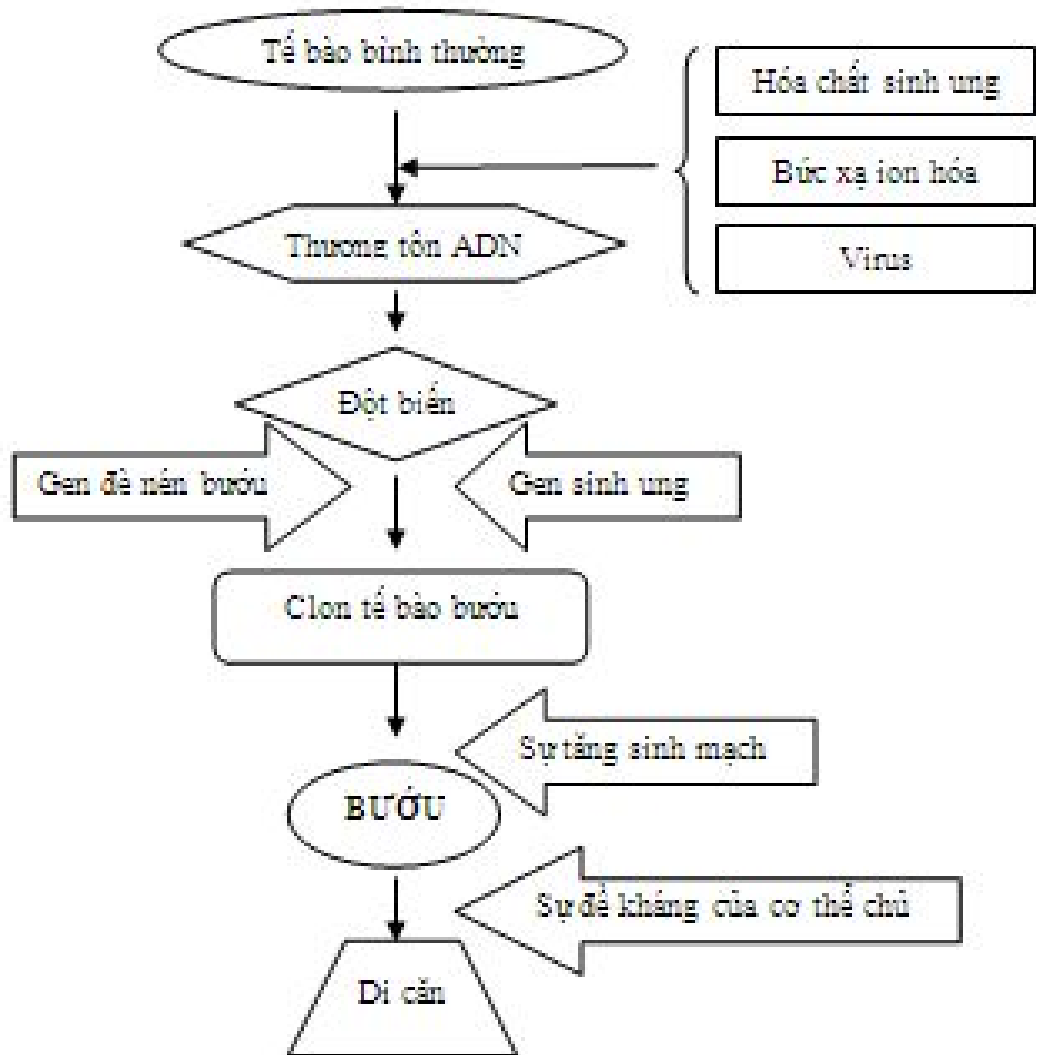 Tế bào bình thường
Hóa chất sinh ung
Bức xạ ion hóa
Virus
Thương tổn ADN
Đột biến
Gen đè nén bướu
Gen sinh ung
Clon tế bào bướu
Sự tăng sinh mạch
BƯỚU
Sự đề kháng của cơ thể chủ
Di căn